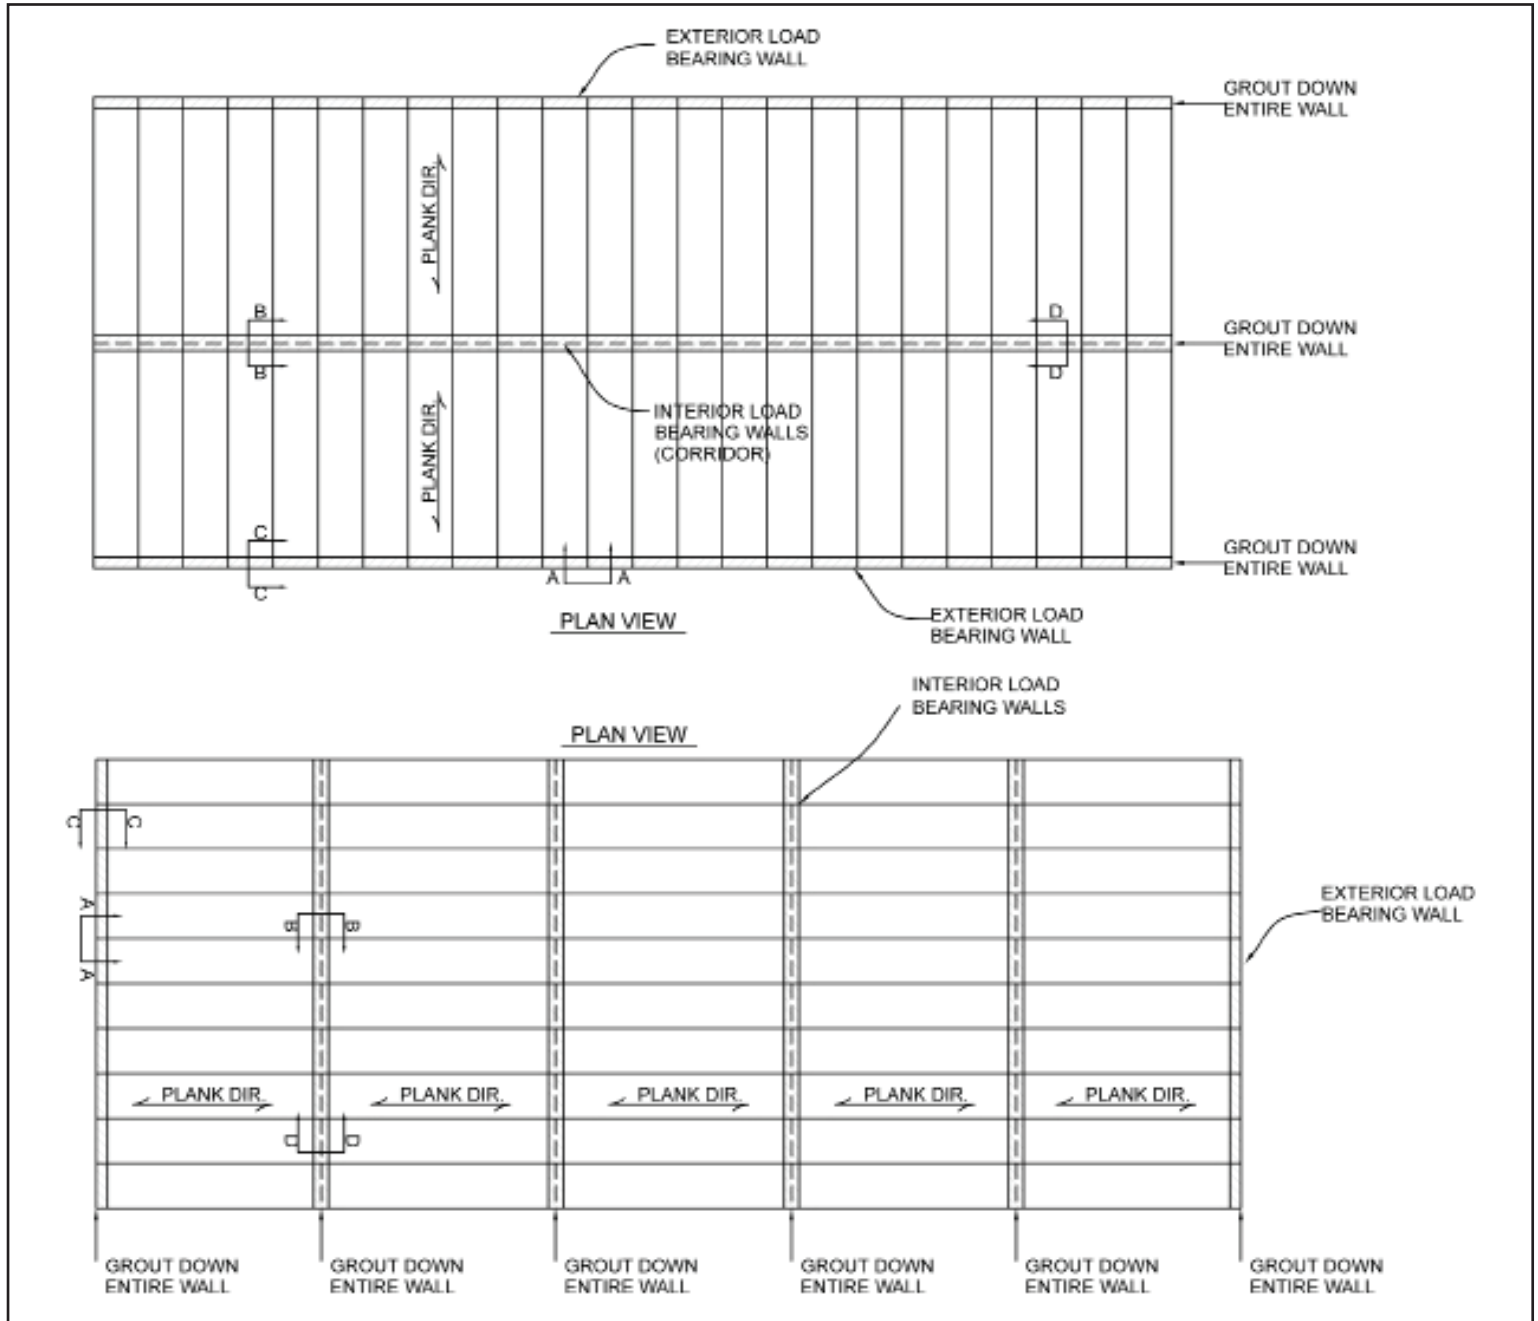 EXTERIOR LOAD
BEARING WALL
GROUT DOWN
ENTIRE WALL
PLANK DIR.
B
D
GROUT DOWN
ENTIRE WALL
B
D
INTERIOR LOAD
BEARING WALLS
(CORRIDOR)
PLANK DIR.
C
GROUT DOWN
ENTIRE WALL
A
A
C
PLAN VIEW
EXTERIOR LOAD
BEARING WALL
INTERIOR LOAD
BEARING WALLS
PLAN VIEW
C
C
A
EXTERIOR LOAD
BEARING WALL
B
B
A
PLANK DIR.
PLANK DIR.
PLANK DIR.
PLANK DIR.
PLANK DIR.
D
D
GROUT DOWN
ENTIRE WALL
GROUT DOWN
ENTIRE WALL
GROUT DOWN
ENTIRE WALL
GROUT DOWN
ENTIRE WALL
GROUT DOWN
ENTIRE WALL
GROUT DOWN
ENTIRE WALL